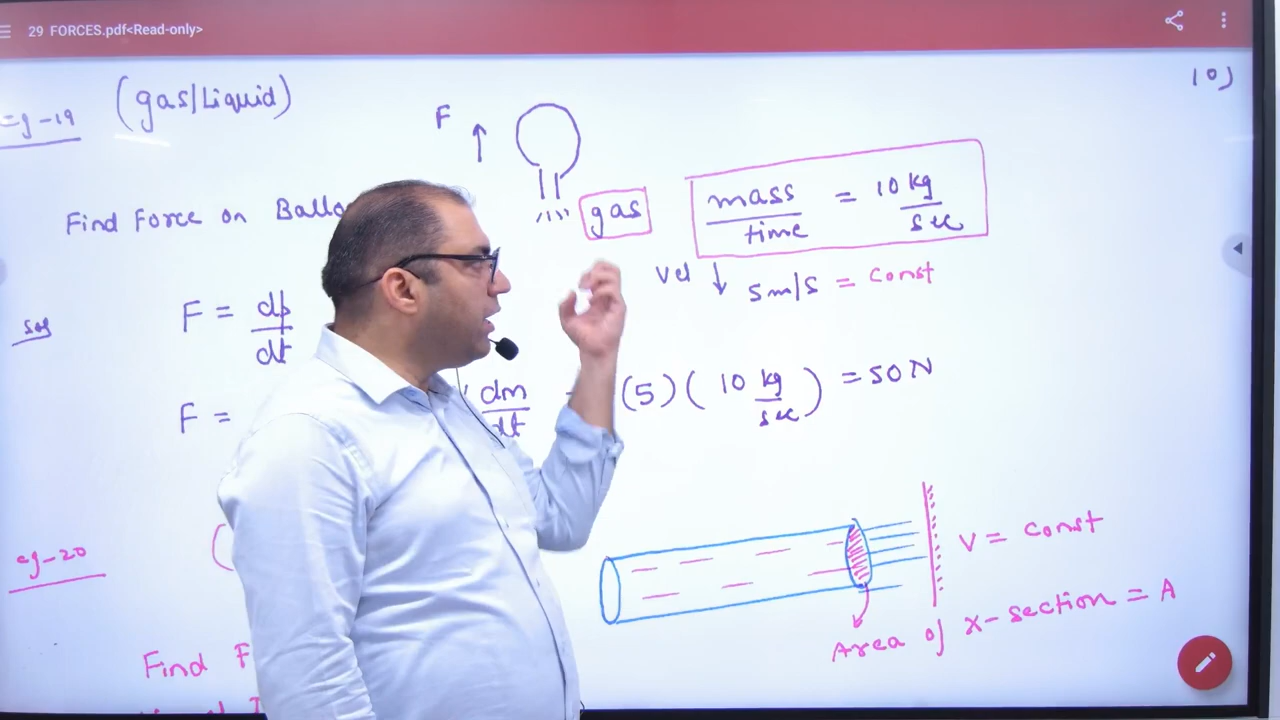 29 FORCES.pdf<Read-only>
(gas/Liquid)
eg-19
F ↑
Find Force on Ballo
gas
mass/time = 10 kg/sec
Vel ↓ 5m/s = const
Sol
F = dp/dt
F = dm/dt (5)(10 kg/sec) = 50 N
eg-20
V = const
Area of x-section = A
Find F